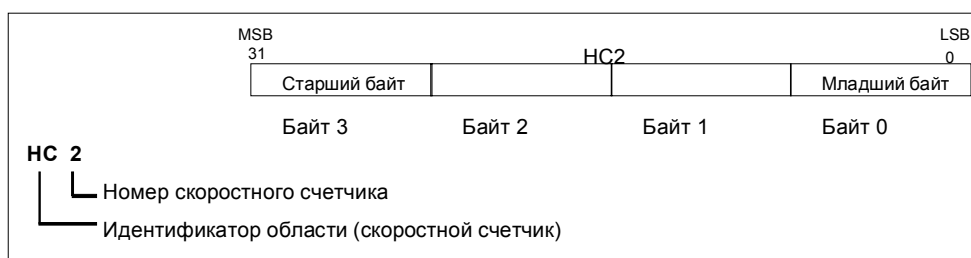 MSB LSB
31 HC2 0
Старший байт Младший байт
Байт 3 Байт 2 Байт 1 Байт 0
HC 2
Номер скоростного счетчика
Идентификатор области (скоростной счетчик)